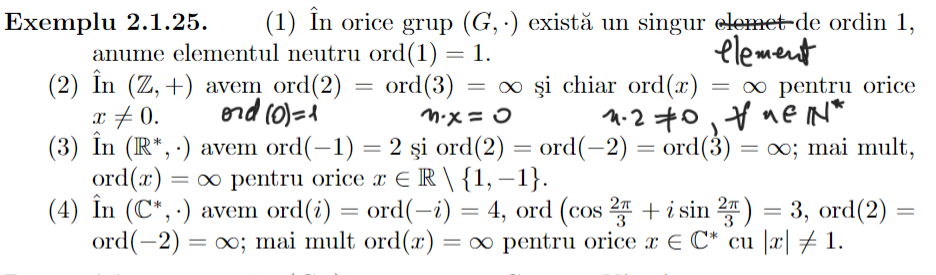 Exemplu 2.1.25. (1) În orice grup (G, ·) există un singur elemet de ordin 1,
anume elementul neutru ord(1) = 1. element
(2) În (ℤ, +) avem ord(2) = ord(3) = ∞ şi chiar ord(x) = ∞ pentru orice
x ≠ 0. ord(0)=1 n·x=0 n·2≠0, ∀ n∈ℕ*
(3) În (ℝ*, ·) avem ord(−1) = 2 şi ord(2) = ord(−2) = ord(3) = ∞; mai mult,
ord(x) = ∞ pentru orice x ∈ ℝ \ {1, −1}.
(4) În (ℂ*, ·) avem ord(i) = ord(−i) = 4, ord (cos 2π/3 + i sin 2π/3) = 3, ord(2) =
ord(−2) = ∞; mai mult ord(x) = ∞ pentru orice x ∈ ℂ* cu |x| ≠ 1.